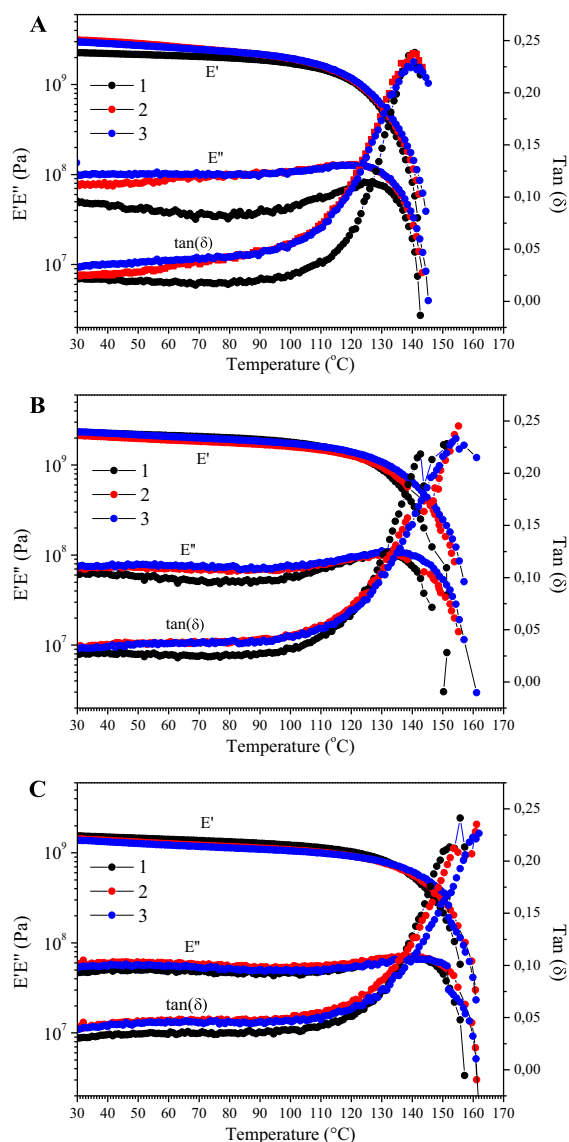 A
10⁹
10⁸
10⁷
E'E'' (Pa)
1
2
3
E'
E''
tan(δ)
0,25
0,20
0,15
0,10
0,05
0,00
Tan (δ)
30 40 50 60 70 80 90 100 110 120 130 140 150 160 170
Temperature (°C)
B
10⁹
10⁸
10⁷
E'E'' (Pa)
1
2
3
E'
E''
tan(δ)
0,25
0,20
0,15
0,10
0,05
0,00
Tan (δ)
30 40 50 60 70 80 90 100 110 120 130 140 150 160 170
Temperature (°C)
C
10⁹
10⁸
10⁷
E'E'' (Pa)
1
2
3
E'
E''
tan(δ)
0,25
0,20
0,15
0,10
0,05
0,00
Tan (δ)
30 40 50 60 70 80 90 100 110 120 130 140 150 160 170
Temperature (°C)